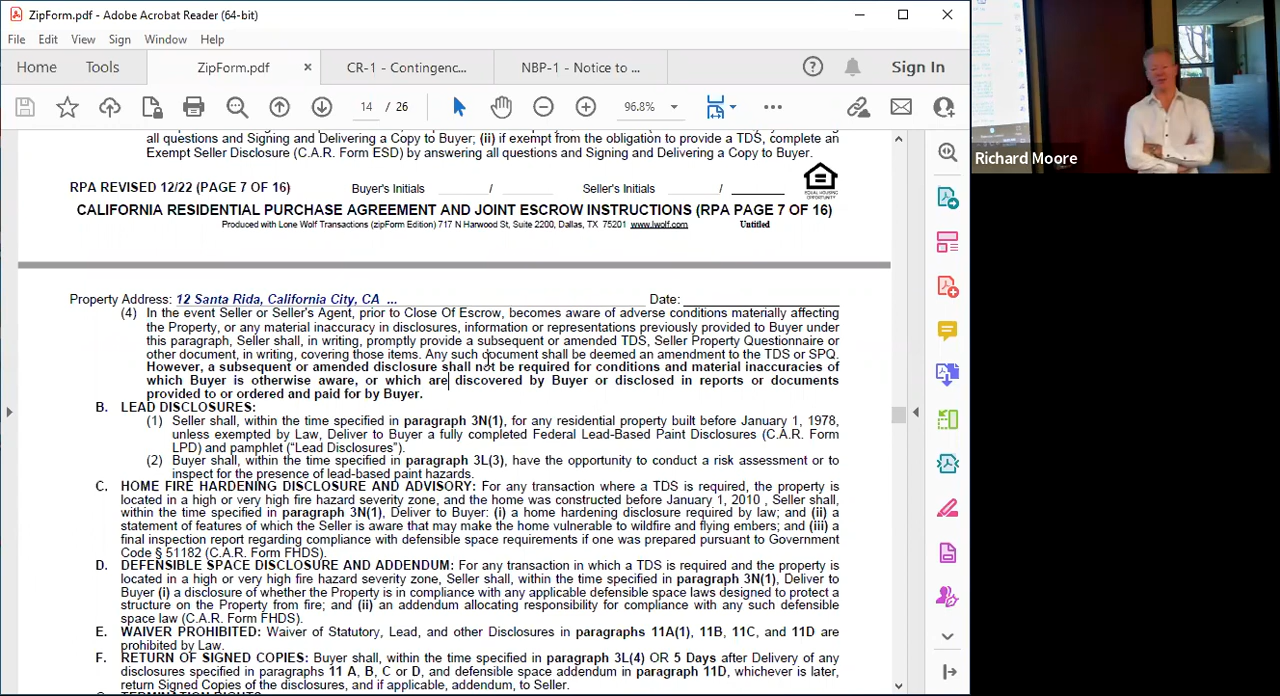 ZipForm.pdf - Adobe Acrobat Reader (64-bit)
File Edit View Sign Window Help
Home Tools ZipForm.pdf × CR-1 - Contingenc... NBP-1 - Notice to ... Sign In
14 / 26 96.8%
all questions and Signing and Delivering a Copy to Buyer; (ii) if exempt from the obligation to provide a TDS, complete an
Exempt Seller Disclosure (C.A.R. Form ESD) by answering all questions and Signing and Delivering a Copy to Buyer.
RPA REVISED 12/22 (PAGE 7 OF 16) Buyer's Initials / Seller's Initials /
EQUAL HOUSING
OPPORTUNITY
CALIFORNIA RESIDENTIAL PURCHASE AGREEMENT AND JOINT ESCROW INSTRUCTIONS (RPA PAGE 7 OF 16)
Produced with Lone Wolf Transactions (zipForm Edition) 717 N Harwood St, Suite 2200, Dallas, TX 75201 www.lwolf.com Untitled
Property Address: 12 Santa Rida, California City, CA ... Date:
(4) In the event Seller or Seller's Agent, prior to Close Of Escrow, becomes aware of adverse conditions materially affecting
the Property, or any material inaccuracy in disclosures, information or representations previously provided to Buyer under
this paragraph, Seller shall, in writing, promptly provide a subsequent or amended TDS, Seller Property Questionnaire or
other document, in writing, covering those items. Any such document shall be deemed an amendment to the TDS or SPQ.
However, a subsequent or amended disclosure shall not be required for conditions and material inaccuracies of
which Buyer is otherwise aware, or which are discovered by Buyer or disclosed in reports or documents
provided to or ordered and paid for by Buyer.
B. LEAD DISCLOSURES:
(1) Seller shall, within the time specified in paragraph 3N(1), for any residential property built before January 1, 1978,
unless exempted by Law, Deliver to Buyer a fully completed Federal Lead-Based Paint Disclosures (C.A.R. Form
LPD) and pamphlet ("Lead Disclosures").
(2) Buyer shall, within the time specified in paragraph 3L(3), have the opportunity to conduct a risk assessment or to
inspect for the presence of lead-based paint hazards.
C. HOME FIRE HARDENING DISCLOSURE AND ADVISORY: For any transaction where a TDS is required, the property is
located in a high or very high fire hazard severity zone, and the home was constructed before January 1, 2010 , Seller shall,
within the time specified in paragraph 3N(1), Deliver to Buyer: (i) a home hardening disclosure required by law; and (ii) a
statement of features of which the Seller is aware that may make the home vulnerable to wildfire and flying embers; and (iii) a
final inspection report regarding compliance with defensible space requirements if one was prepared pursuant to Government
Code § 51182 (C.A.R. Form FHDS).
D. DEFENSIBLE SPACE DISCLOSURE AND ADDENDUM: For any transaction in which a TDS is required and the property is
located in a high or very high fire hazard severity zone, Seller shall, within the time specified in paragraph 3N(1), Deliver to
Buyer (i) a disclosure of whether the Property is in compliance with any applicable defensible space laws designed to protect a
structure on the Property from fire; and (ii) an addendum allocating responsibility for compliance with any such defensible
space law (C.A.R. Form FHDS).
E. WAIVER PROHIBITED: Waiver of Statutory, Lead, and other Disclosures in paragraphs 11A(1), 11B, 11C, and 11D are
prohibited by Law.
F. RETURN OF SIGNED COPIES: Buyer shall, within the time specified in paragraph 3L(4) OR 5 Days after Delivery of any
disclosures specified in paragraphs 11 A, B, C or D, and defensible space addendum in paragraph 11D, whichever is later,
return Signed Copies of the disclosures, and if applicable, addendum, to Seller.
Richard Moore